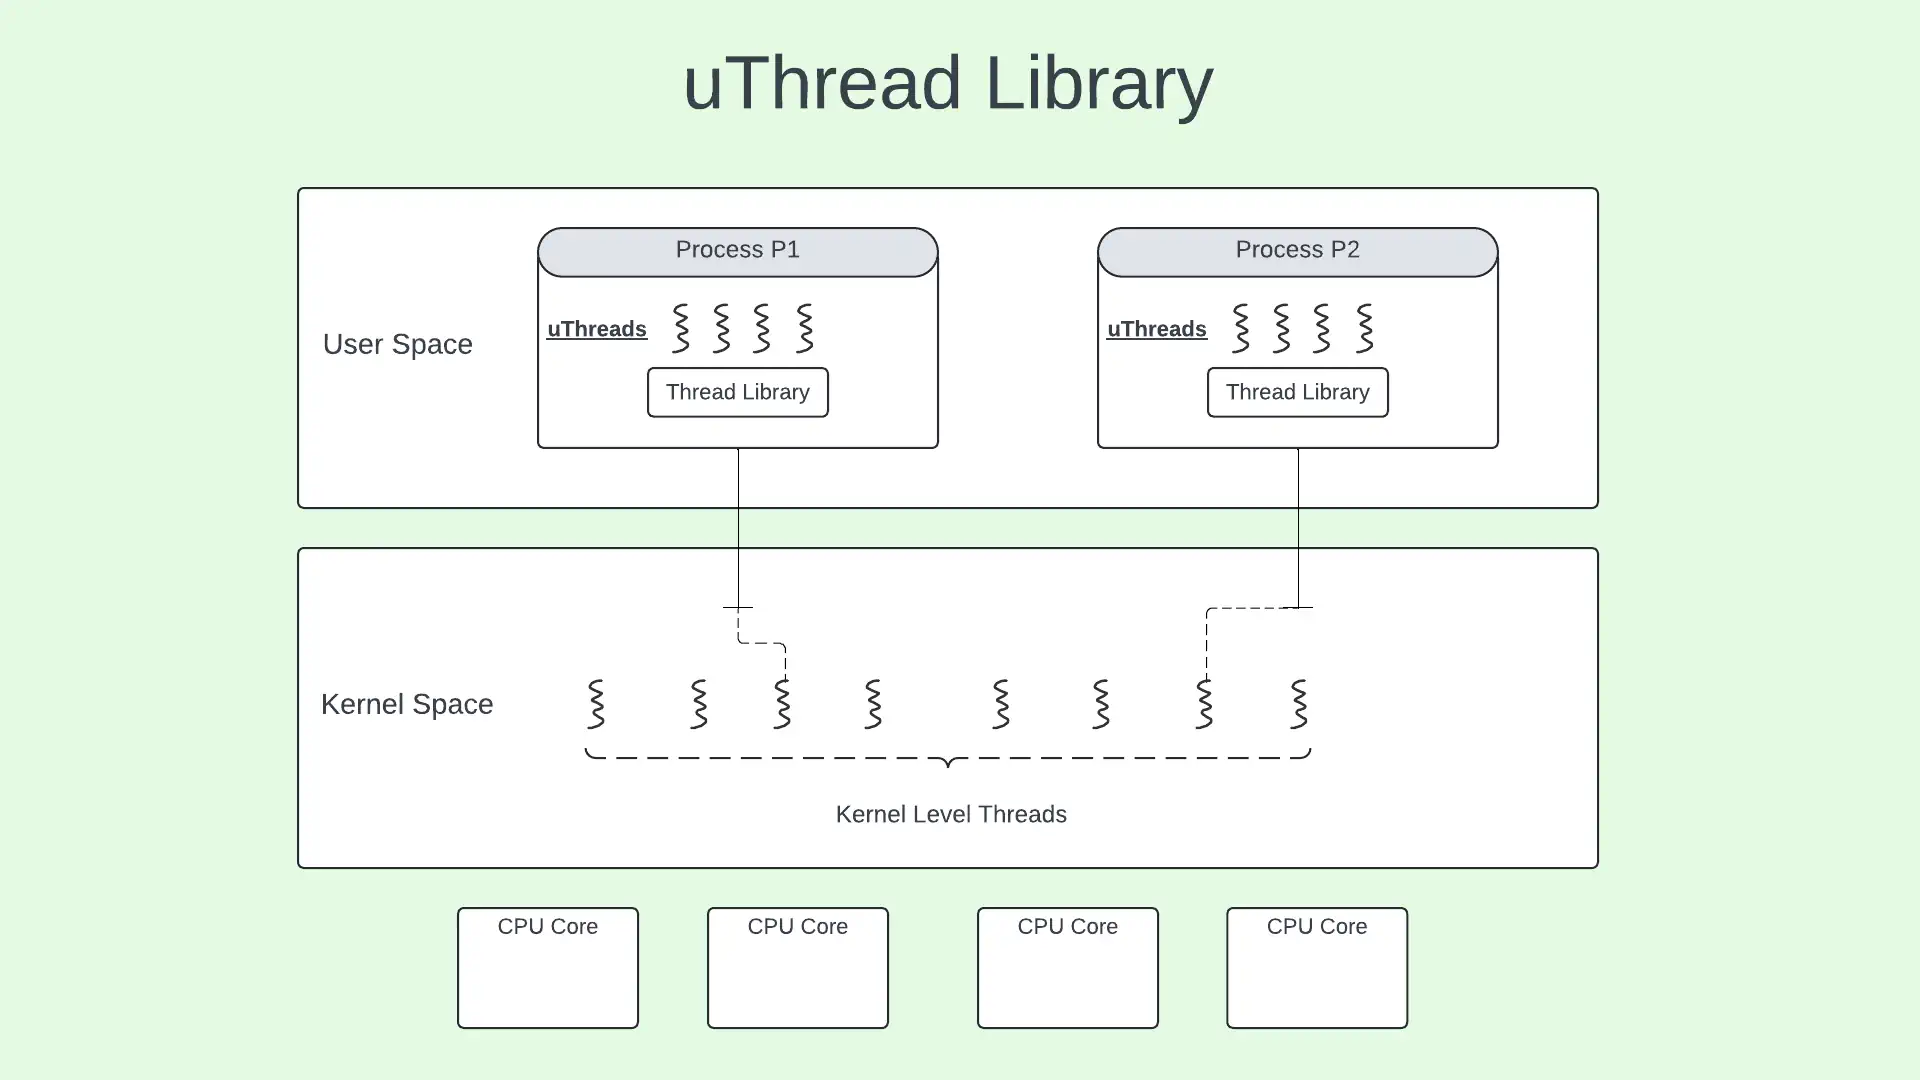 uThread Library
User Space
Process P1
uThreads
Thread Library
Process P2
uThreads
Thread Library
Kernel Space
Kernel Level Threads
CPU Core
CPU Core
CPU Core
CPU Core